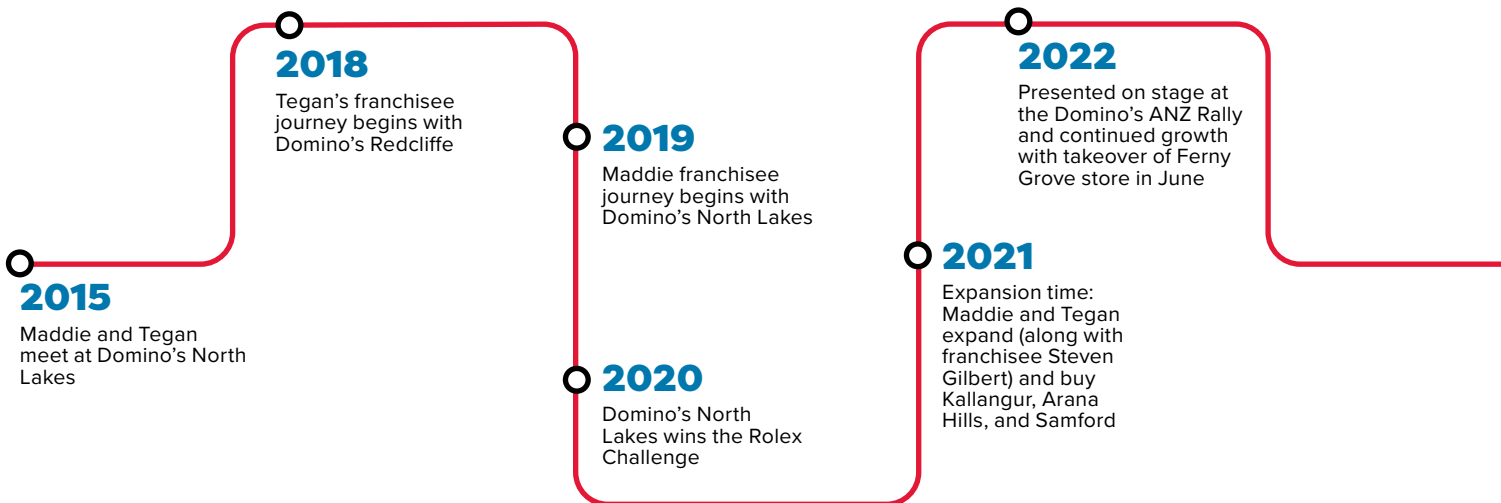 2015
Maddie and Tegan
meet at Domino's North
Lakes
2018
Tegan's franchisee
journey begins with
Domino's Redcliffe
2019
Maddie franchisee
journey begins with
Domino's North Lakes
2020
Domino's North
Lakes wins the Rolex
Challenge
2021
Expansion time:
Maddie and Tegan
expand (along with
franchisee Steven
Gilbert) and buy
Kallangur, Arana
Hills, and Samford
2022
Presented on stage at
the Domino's ANZ Rally
and continued growth
with takeover of Ferny
Grove store in June